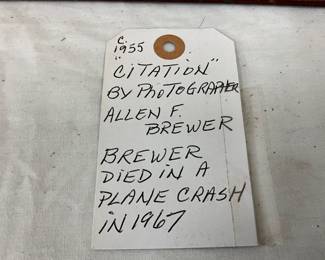 C.
1955
"CITATION"
BY PHOTOGRAPHER
ALLEN F.
BREWER
BREWER
DIED IN A
PLANE CRASH
IN 1967